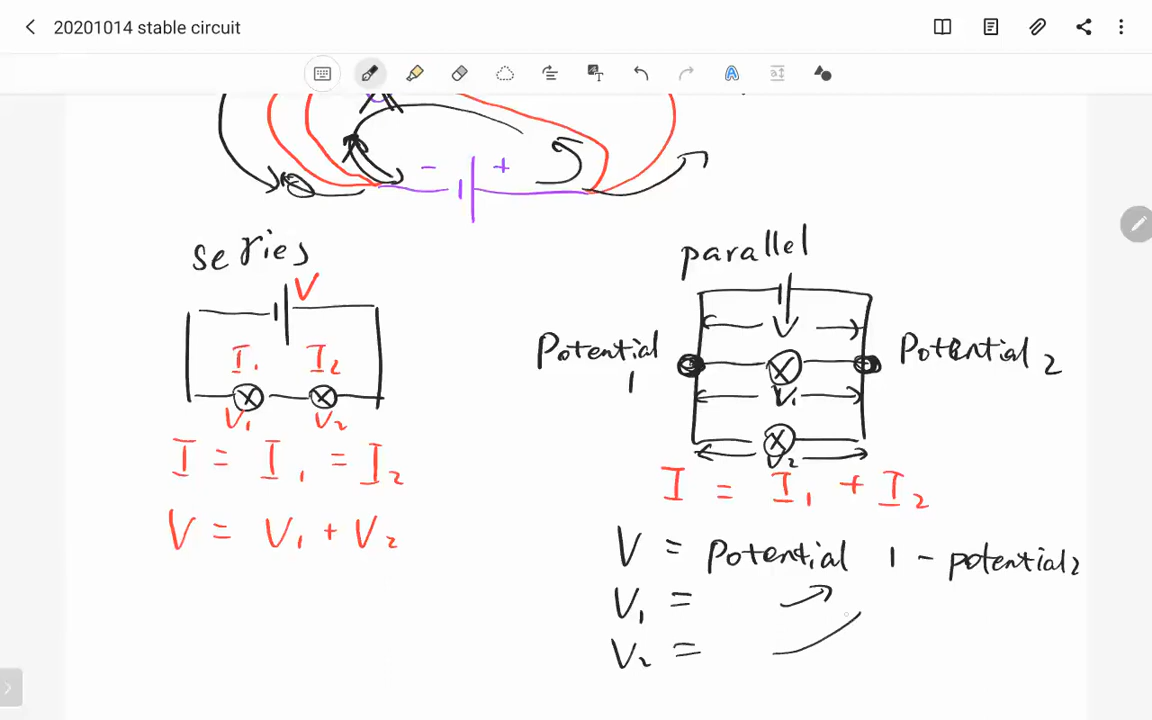 20201014 stable circuit
- +
series
V
I₁ I₂
V₁ V₂
I = I₁ = I₂
V = V₁ + V₂
parallel
V
Potential 1
Potential 2
V₁
V₂
I = I₁ + I₂
V = Potential 1 - potential₂
V₁ =
V₂ =